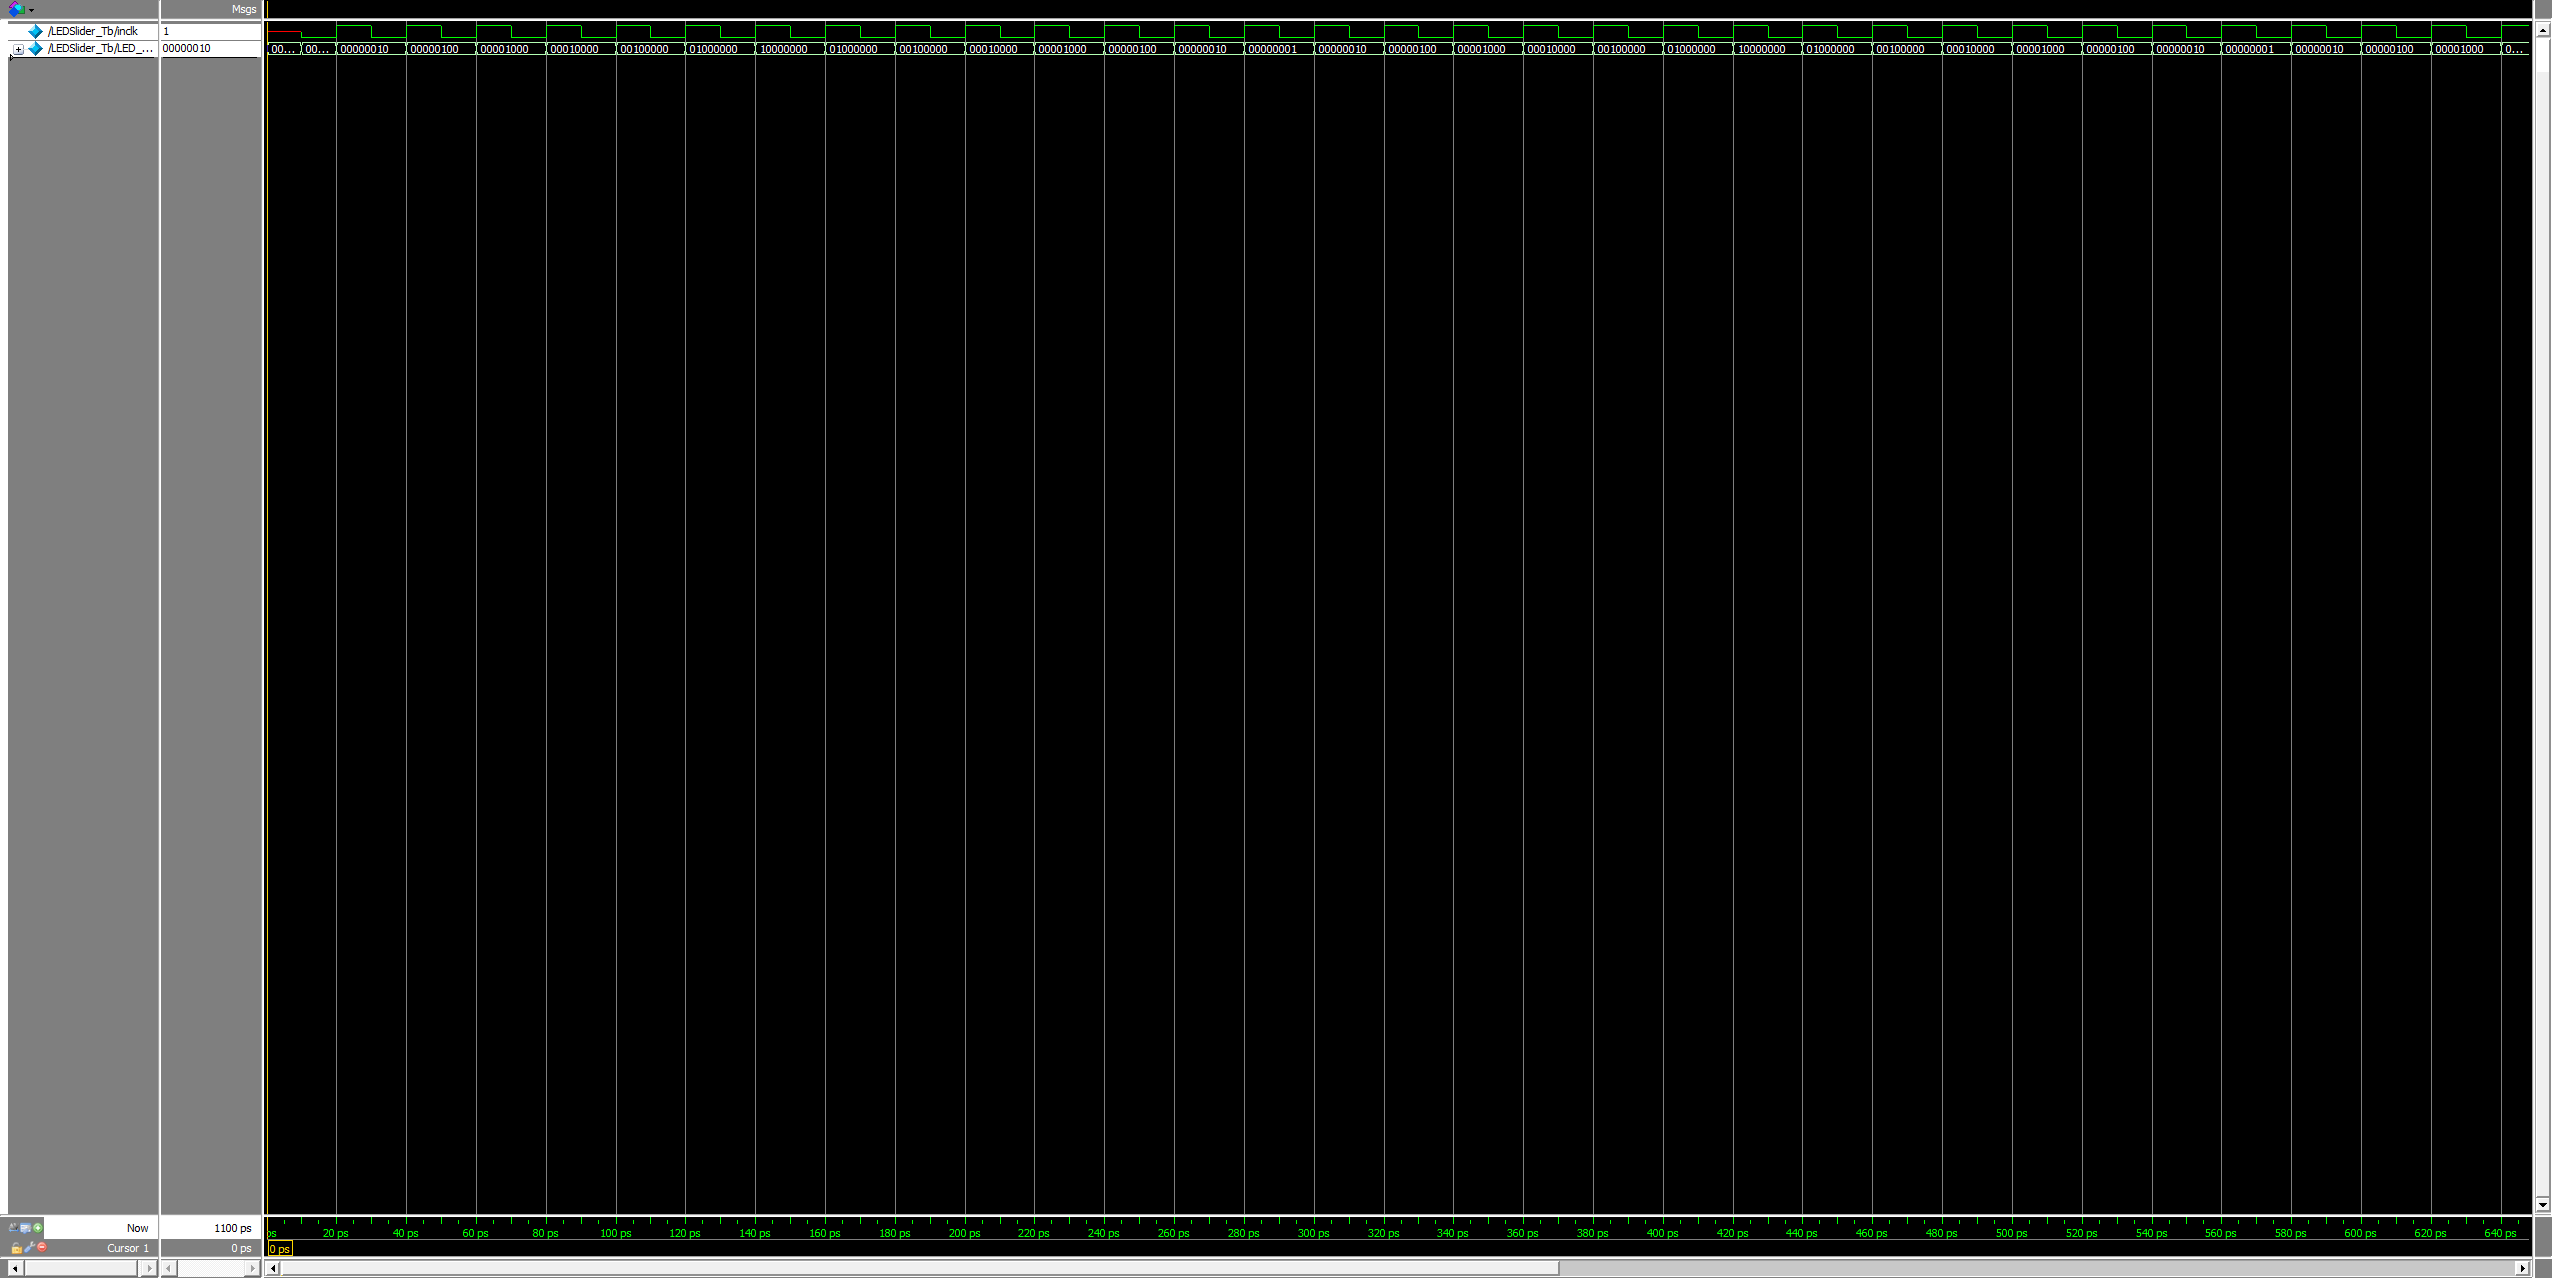 Msgs
/LEDSlider_Tb/inclk 1
/LEDSlider_Tb/LED_... 00000010 00... 00... 00000010 00000100 00001000 00010000 00100000 01000000 10000000 01000000 00100000 00010000 00001000 00000100 00000010 00000001 00000010 00000100 00001000 00010000 00100000 01000000 10000000 01000000 00100000 00010000 00001000 00000100 00000010 00000001 00000010 00000100 00001000 0...
Now 1100 ps ps 20 ps 40 ps 60 ps 80 ps 100 ps 120 ps 140 ps 160 ps 180 ps 200 ps 220 ps 240 ps 260 ps 280 ps 300 ps 320 ps 340 ps 360 ps 380 ps 400 ps 420 ps 440 ps 460 ps 480 ps 500 ps 520 ps 540 ps 560 ps 580 ps 600 ps 620 ps 640 ps
Cursor 1 0 ps 0 ps